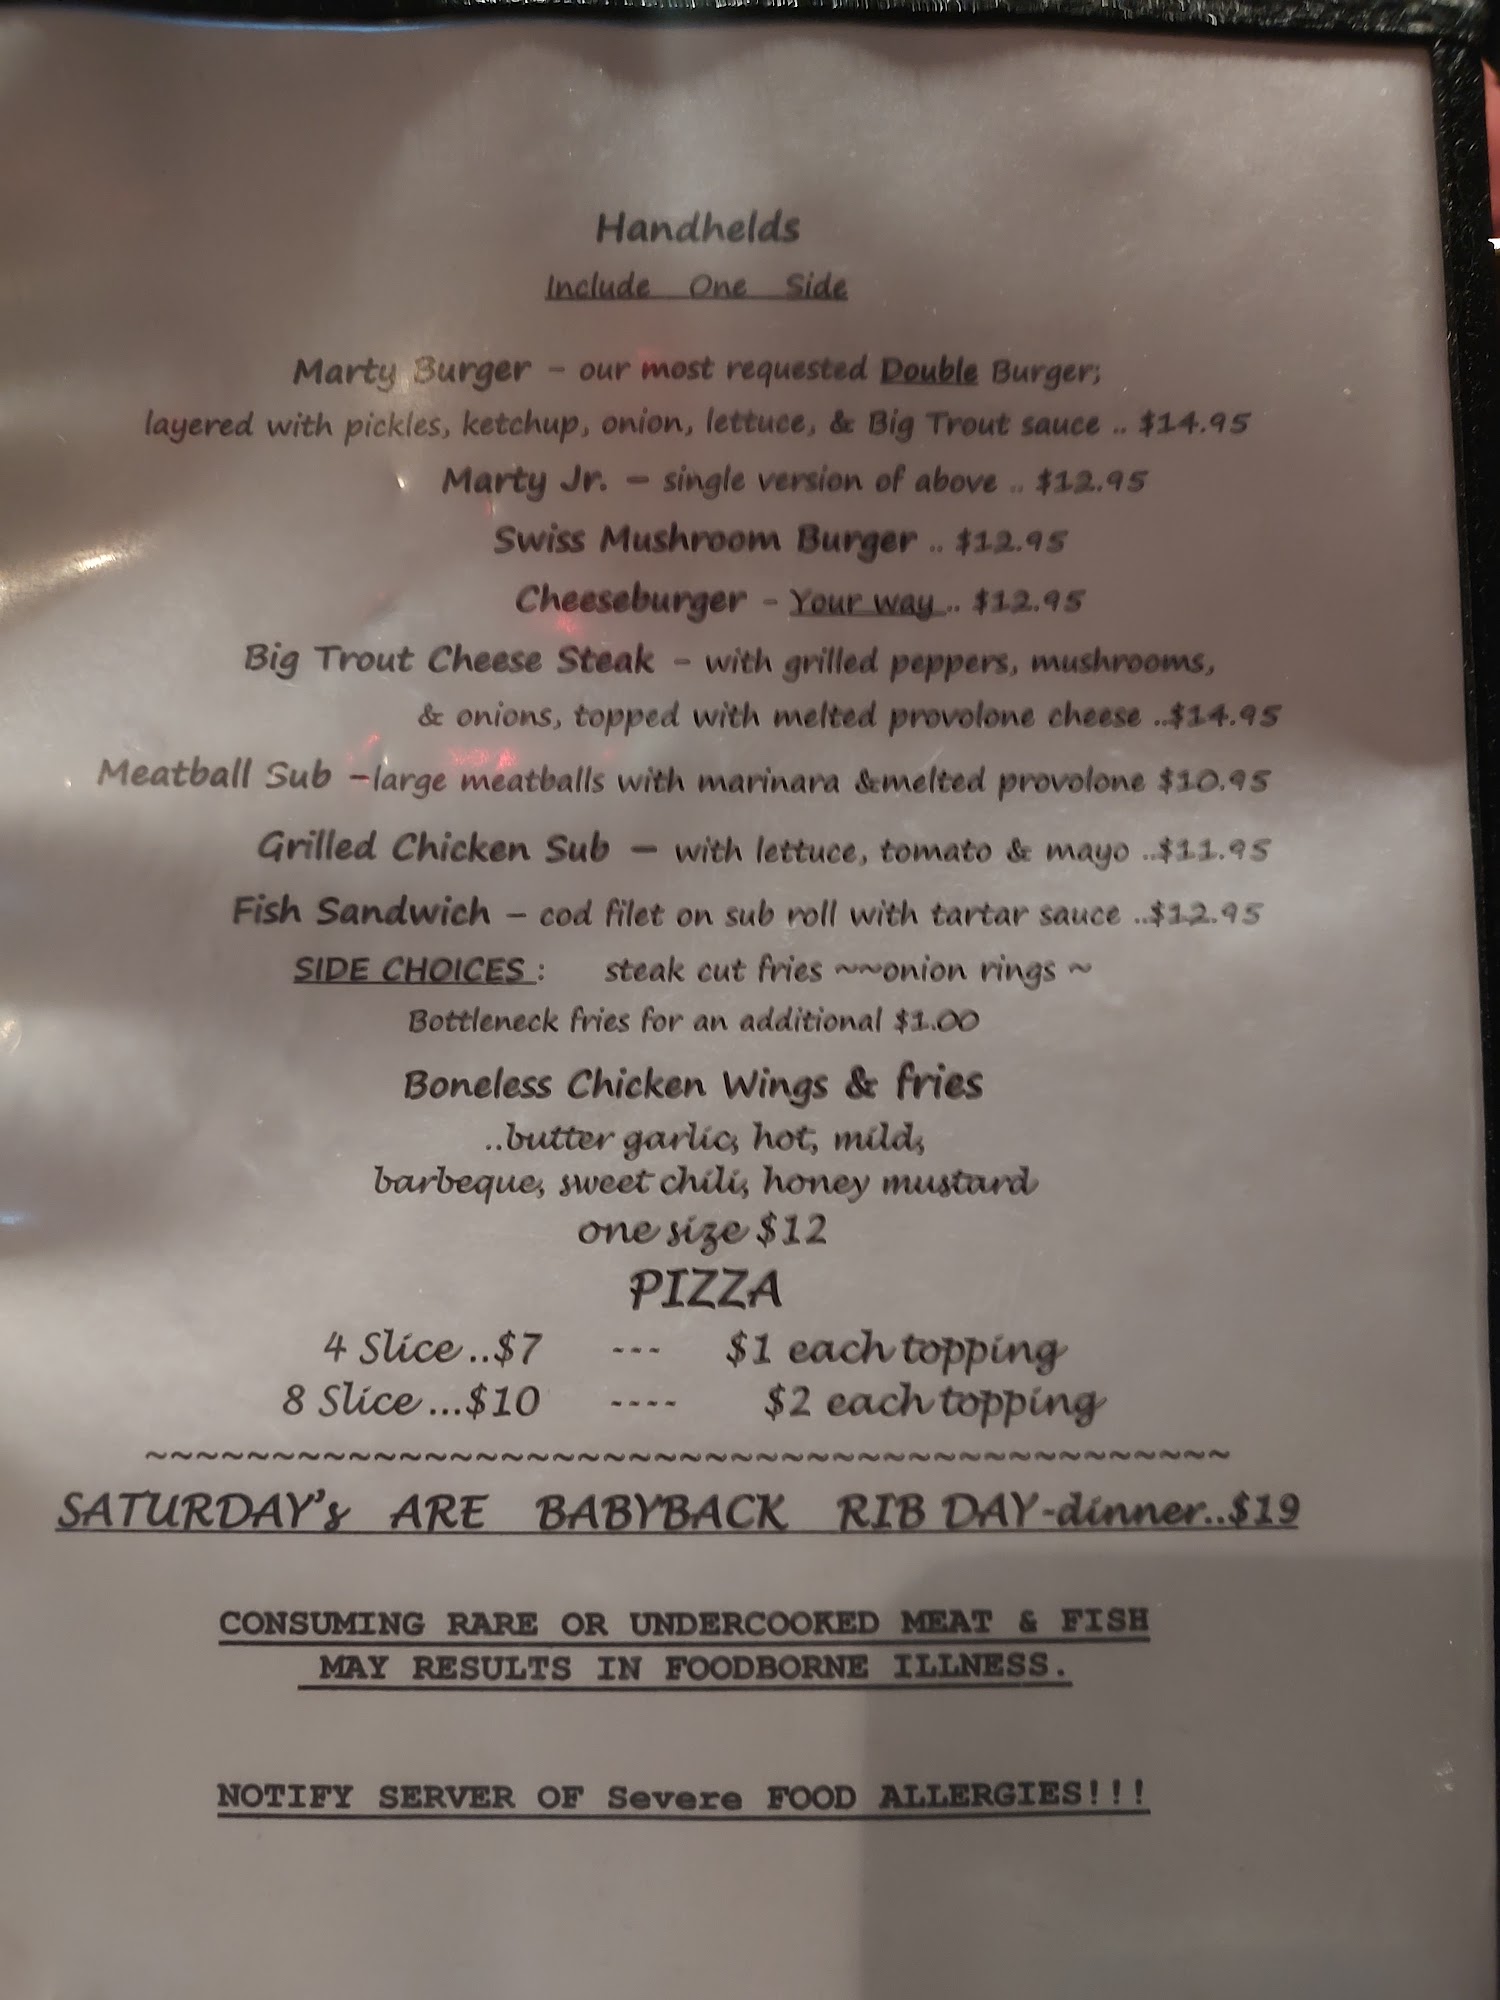 Handhelds
Include One Side
Marty Burger – our most requested Double Burger;
layered with pickles, ketchup, onion, lettuce, & Big Trout sauce .. $14.95
Marty Jr. – single version of above .. $12.95
Swiss Mushroom Burger .. $12.95
Cheeseburger - Your way .. $12.95
Big Trout Cheese Steak – with grilled peppers, mushrooms,
& onions, topped with melted provolone cheese ..$14.95
Meatball Sub –large meatballs with marinara &melted provolone $10.95
Grilled Chicken Sub – with lettuce, tomato & mayo ..$11.95
Fish Sandwich – cod filet on sub roll with tartar sauce ..$12.95
SIDE CHOICES : steak cut fries ~~onion rings ~
Bottleneck fries for an additional $1.00
Boneless Chicken Wings & fries
..butter garlic, hot, mild,
barbeque, sweet chili, honey mustard
one size $12
PIZZA
4 Slice ..$7 --- $1 each topping
8 Slice ...$10 ---- $2 each topping
~~~~~~~~~~~~~~~~~~~~~~~~~~~~~~~~~~~~~~~~~~~
SATURDAY's ARE BABYBACK RIB DAY-dinner..$19
CONSUMING RARE OR UNDERCOOKED MEAT & FISH
MAY RESULTS IN FOODBORNE ILLNESS.
NOTIFY SERVER OF Severe FOOD ALLERGIES!!!